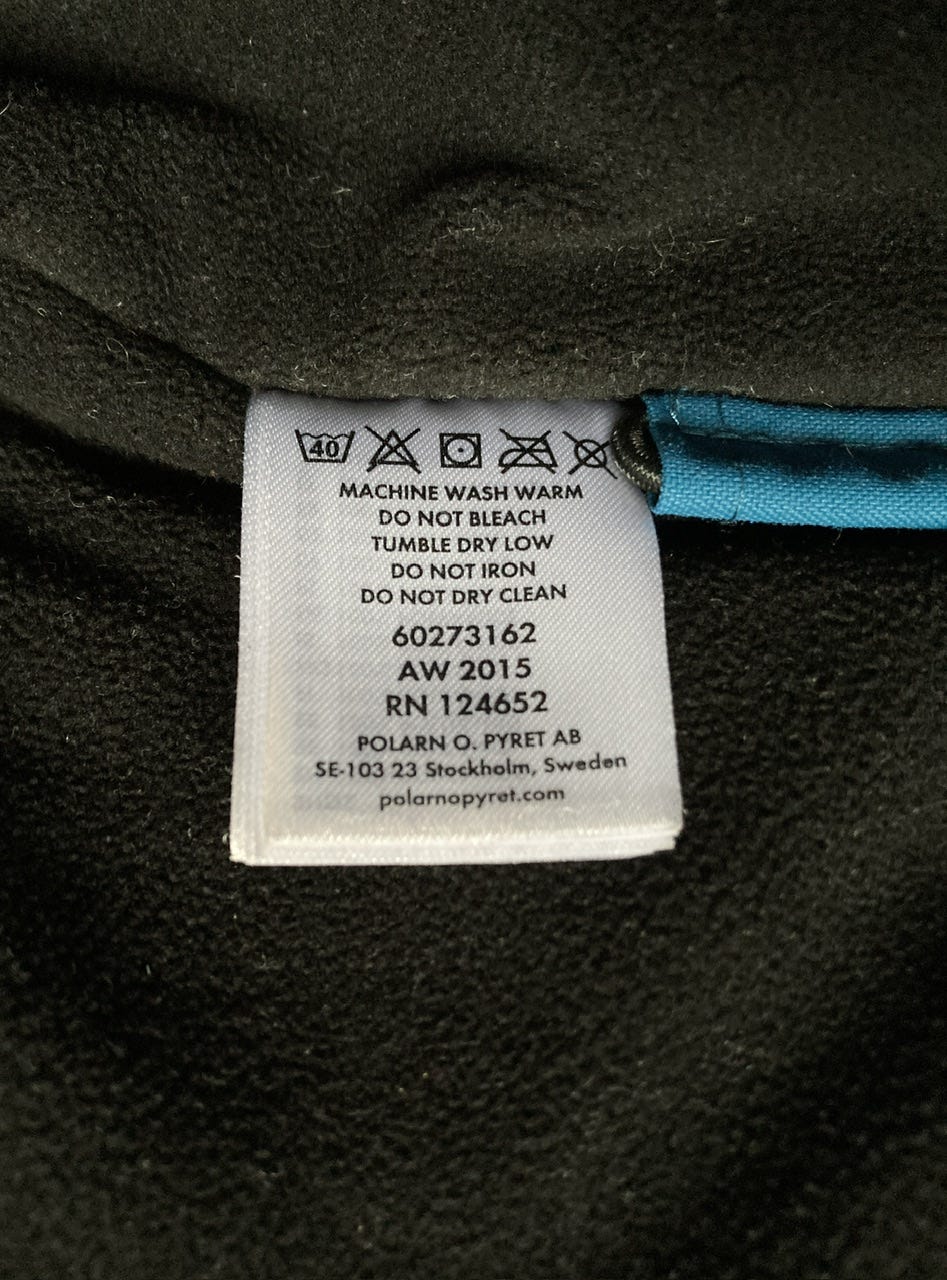 40
MACHINE WASH WARM
DO NOT BLEACH
TUMBLE DRY LOW
DO NOT IRON
DO NOT DRY CLEAN
60273162
AW 2015
RN 124652
POLARN O. PYRET AB
SE-103 23 Stockholm, Sweden
polarnopyret.com